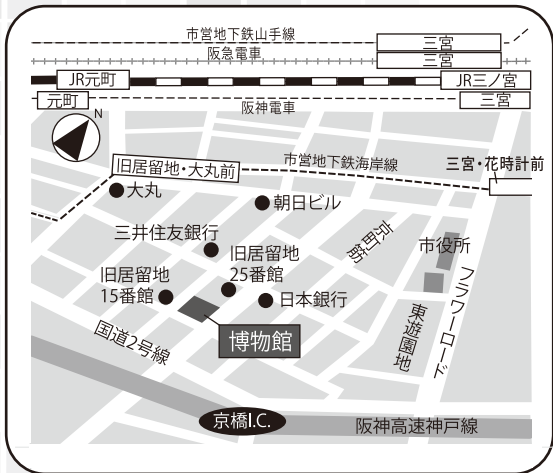 市営地下鉄山手線
三宮
阪急電車
三宮
JR元町
JR三ノ宮
元町
阪神電車
三宮
N
旧居留地・大丸前
市営地下鉄海岸線
三宮・花時計前
大丸
朝日ビル
三井住友銀行
京町筋
市役所
旧居留地
25番館
旧居留地
15番館
日本銀行
フラワーロード
東遊園地
国道2号線
博物館
京橋I.C.
阪神高速神戸線